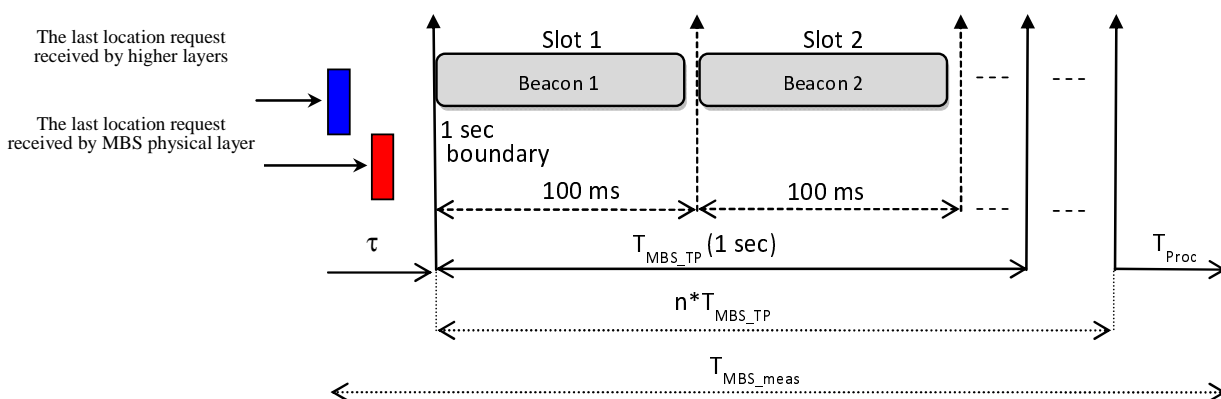 The last location request
received by higher layers
The last location request
received by MBS physical layer
Slot 1
Slot 2
Beacon 1
Beacon 2
1 sec
boundary
100 ms
100 ms
τ
T_MBS_TP (1 sec)
T_Proc
n*T_MBS_TP
T_MBS_meas